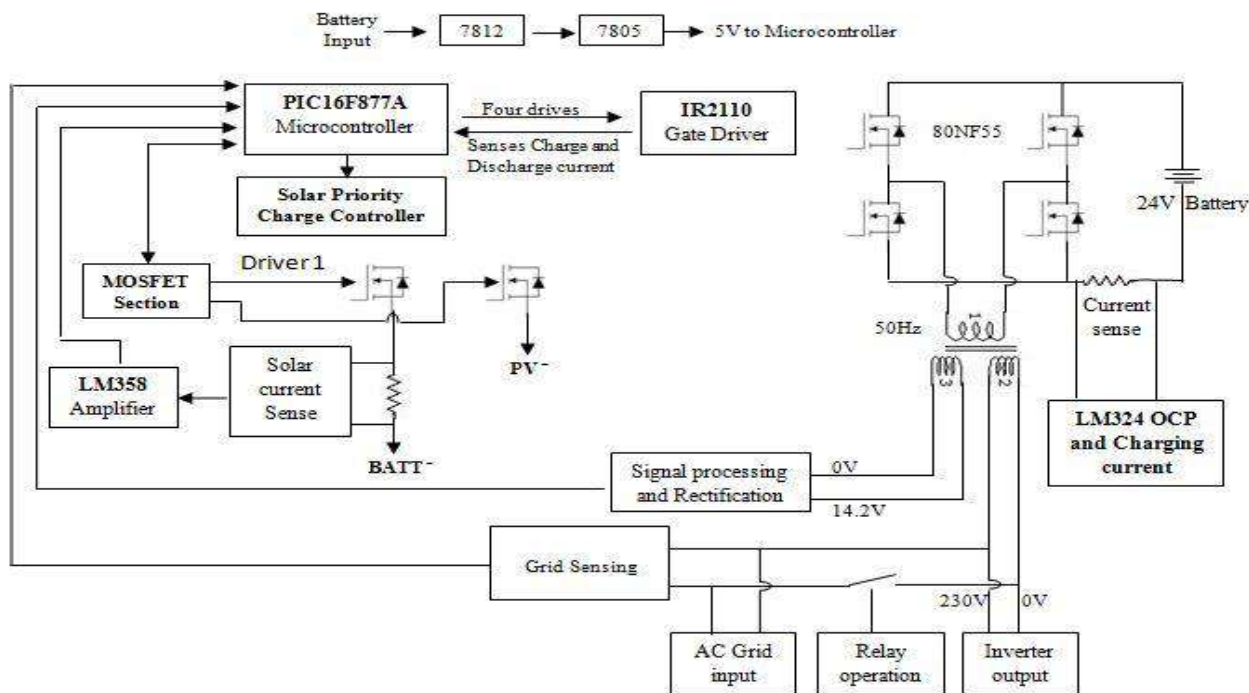 Battery
Input
7812
7805
5V to Microcontroller
PIC16F877A
Microcontroller
Four drives
Senses Charge and
Discharge current
IR2110
Gate Driver
80NF55
24V Battery
Solar Priority
Charge Controller
MOSFET
Section
Driver1
50Hz
1
Current
sense
LM358
Amplifier
Solar
current
Sense
PV-
BATT-
3
2
LM324 OCP
and Charging
current
Signal processing
and Rectification
0V
14.2V
Grid Sensing
230V
0V
AC Grid
input
Relay
operation
Inverter
output